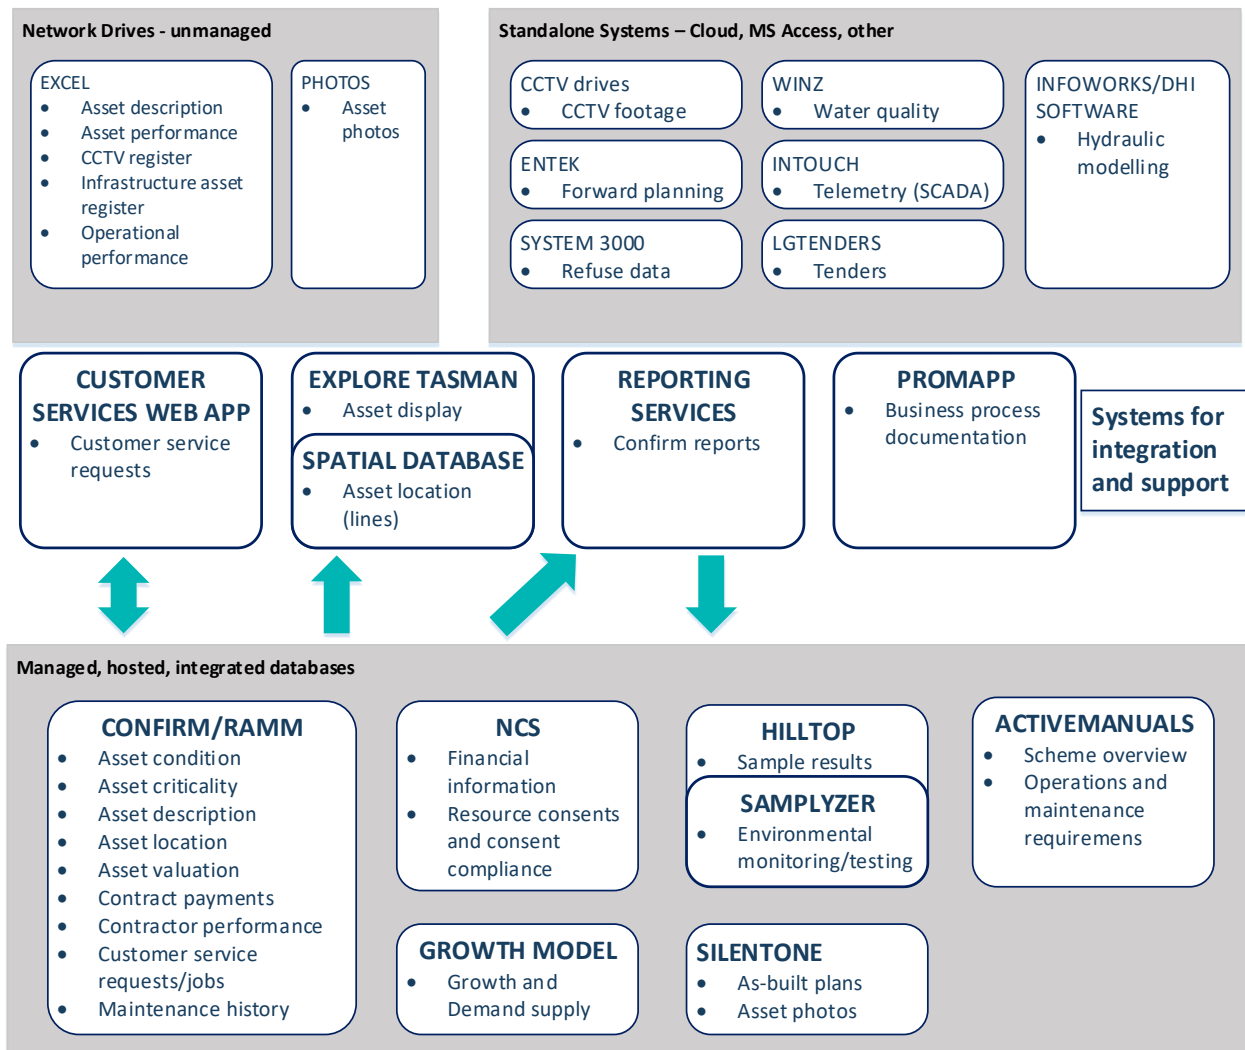 Network Drives - unmanaged
EXCEL
• Asset description
• Asset performance
• CCTV register
• Infrastructure asset
register
• Operational
performance
PHOTOS
• Asset
photos
Standalone Systems – Cloud, MS Access, other
CCTV drives
• CCTV footage
WINZ
• Water quality
INFOWORKS/DHI
SOFTWARE
• Hydraulic
modelling
ENTEK
• Forward planning
INTOUCH
• Telemetry (SCADA)
SYSTEM 3000
• Refuse data
LGTENDERS
• Tenders
CUSTOMER
SERVICES WEB APP
• Customer service
requests
EXPLORE TASMAN
• Asset display
SPATIAL DATABASE
• Asset location
(lines)
REPORTING
SERVICES
• Confirm reports
PROMAPP
• Business process
documentation
Systems for
integration
and support
Managed, hosted, integrated databases
CONFIRM/RAMM
• Asset condition
• Asset criticality
• Asset description
• Asset location
• Asset valuation
• Contract payments
• Contractor performance
• Customer service
requests/jobs
• Maintenance history
NCS
• Financial
information
• Resource consents
and consent
compliance
HILLTOP
• Sample results
SAMPLYZER
• Environmental
monitoring/testing
ACTIVEMANUALS
• Scheme overview
• Operations and
maintenance
requiremens
GROWTH MODEL
• Growth and
Demand supply
SILENTONE
• As-built plans
• Asset photos